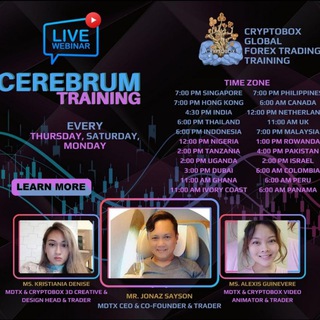 LIVE
WEBINAR
CRYPTOBOX
GLOBAL
FOREX TRADING
TRAINING
CEREBRUM
TRAINING
EVERY
THURSDAY, SATURDAY,
MONDAY
LEARN MORE
TIME ZONE
7:00 PM SINGAPORE
7:00 PM PHILIPPINES
7:00 PM HONG KONG
6:00 AM CANADA
4:30 PM INDIA
12:00 PM NETHERLAN
6:00 PM THAILAND
11:00 AM UK
6:00 PM INDONESIA
7:00 PM MALAYSIA
12:00 PM NIGERIA
1:00 PM ROWANDA
2:00 PM TANZANIA
4:00 PM PAKISTAN
2:00 PM UGANDA
2:00 PM ISRAEL
3:00 PM DUBAI
6:00 AM COLOMBIA
11:00 AM GHANA
6:00 AM PERU
11:00 AM IVORY COAST
6:00 AM PANAMA
MS. KRISTIANIA DENISE
MDTX & CRYPTOBOX 3D CREATIVE &
DESIGN HEAD & TRADER
MR. JONAZ SAYSON
MDTX CEO & CO-FOUNDER & TRADER
MS. ALEXIS GUINEVERE
MDTX & CRYPTOBOX VIDEO
ANIMATOR & TRADER